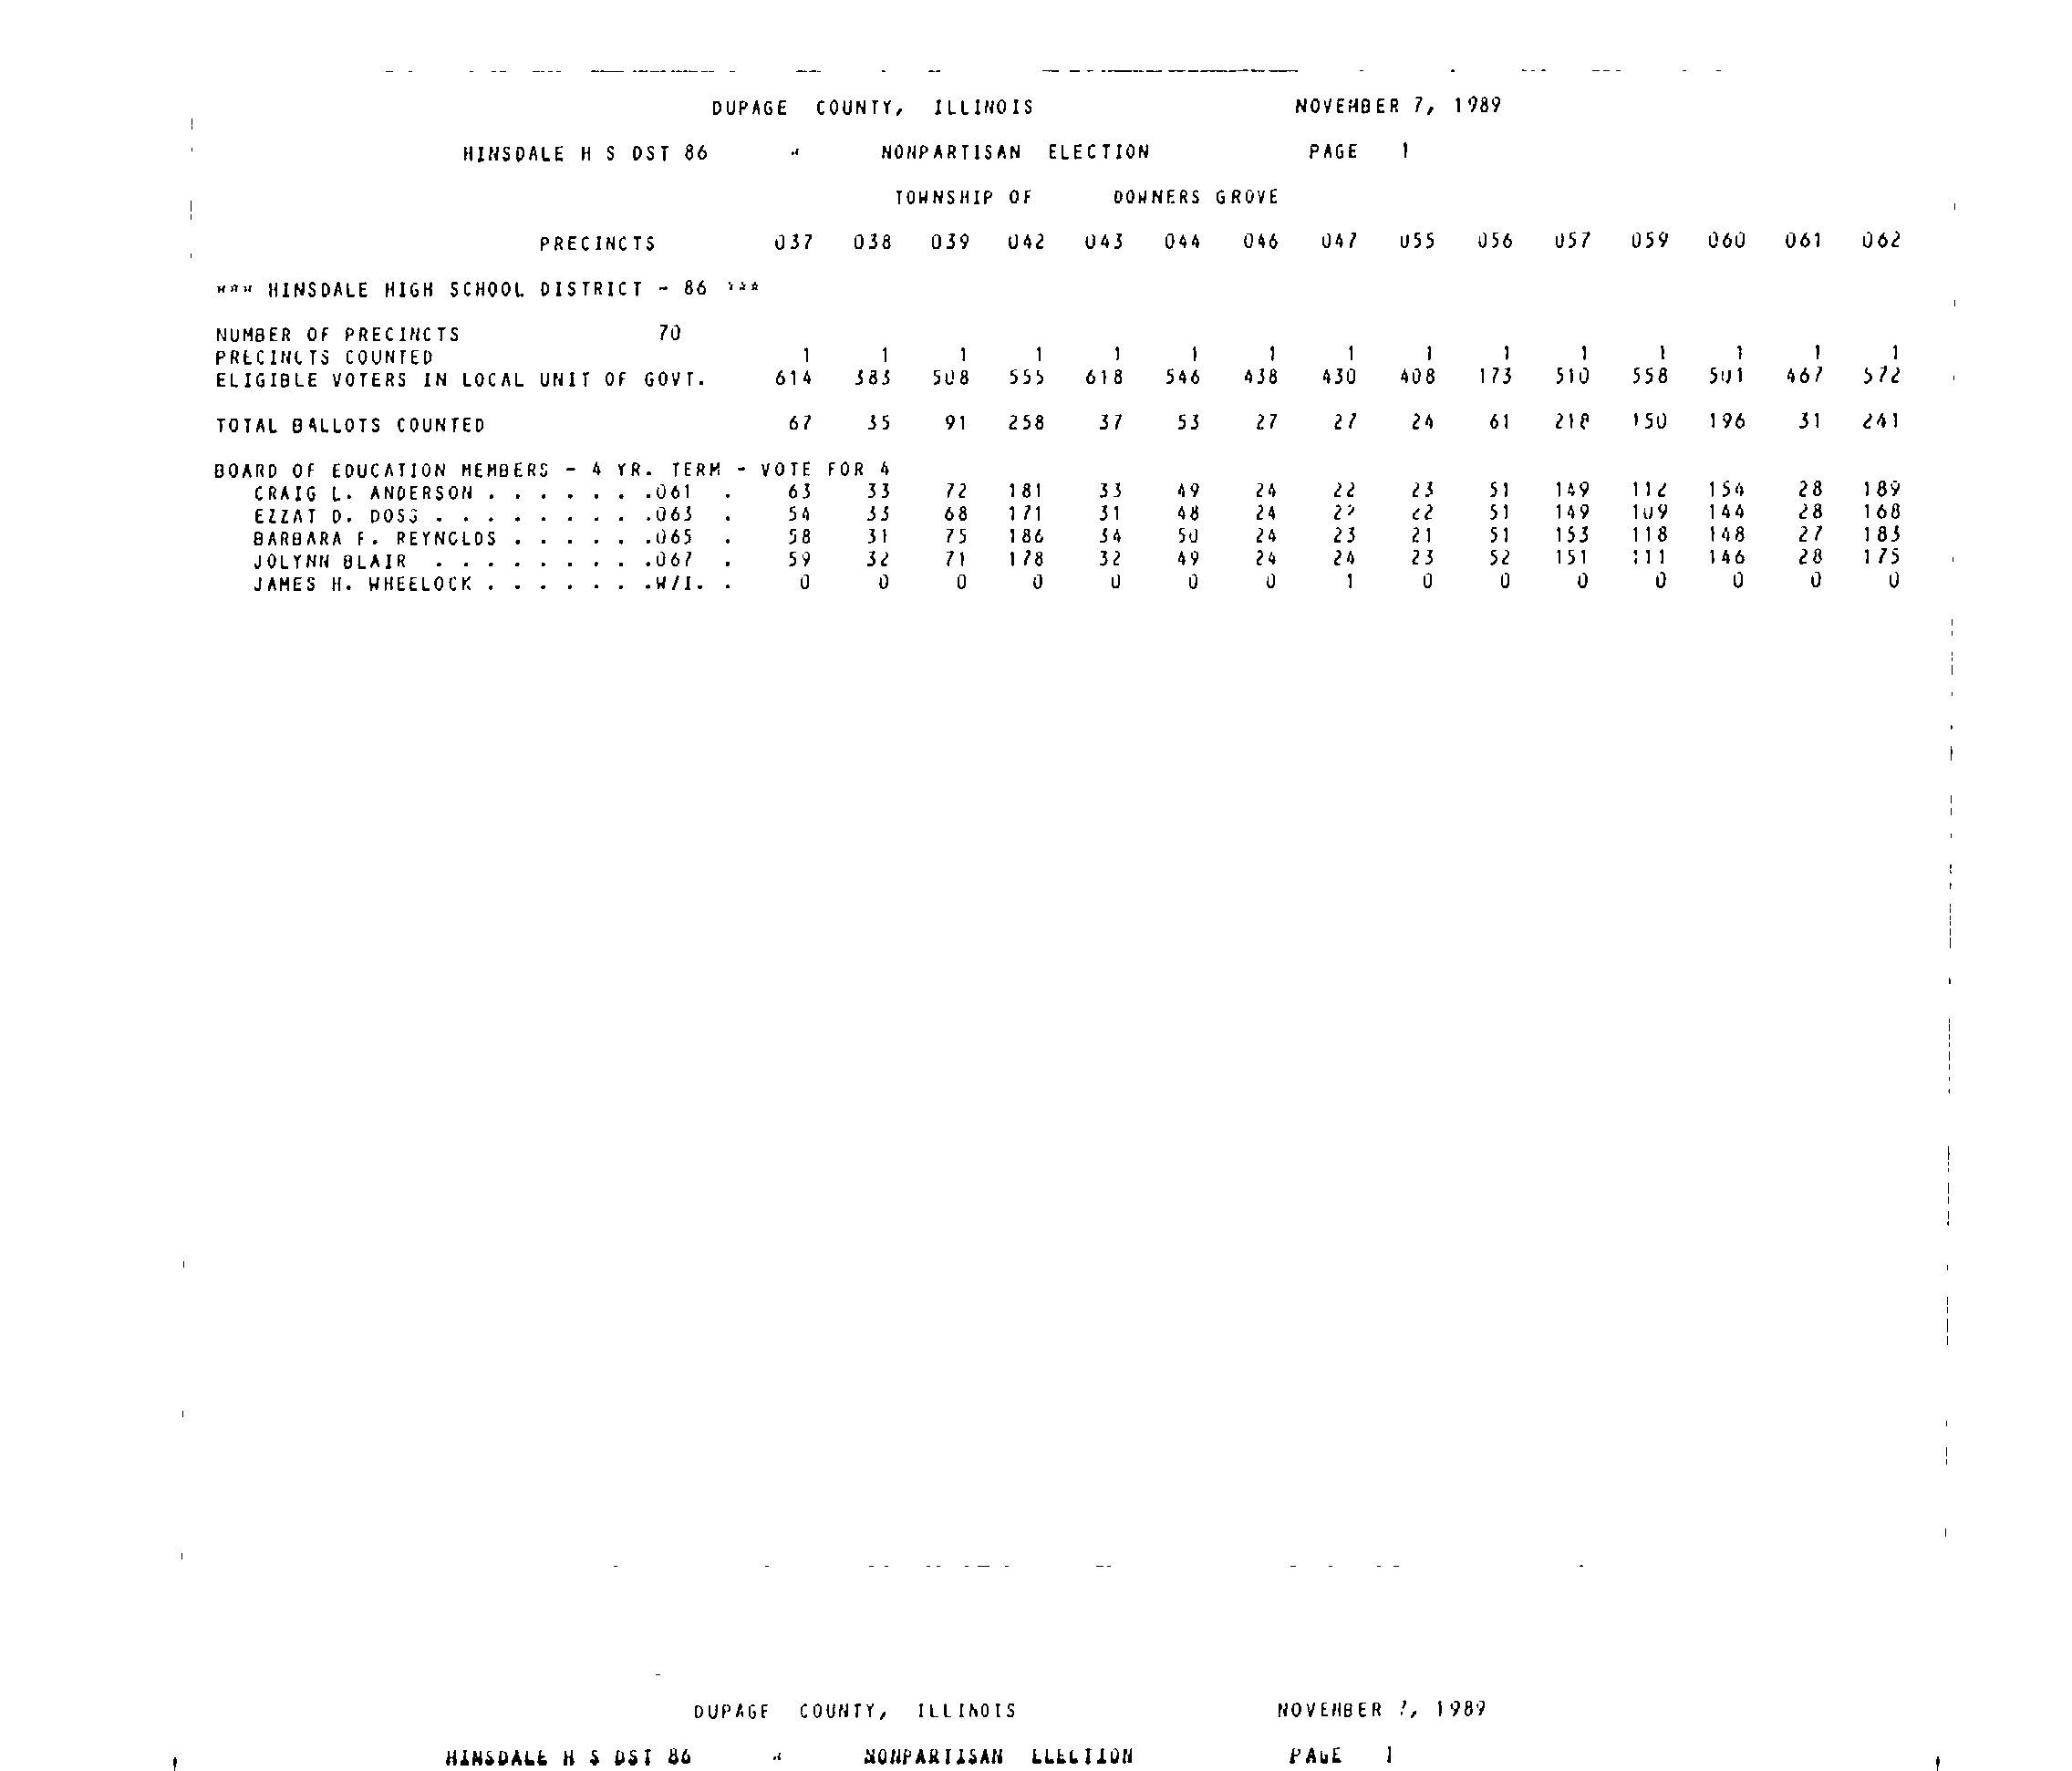 DUPAGE COUNTY, ILLINOIS NOVEMBER 7, 1989
HINSDALE H S DST 86 NONPARTISAN ELECTION PAGE 1
TOWNSHIP OF DOWNERS GROVE
PRECINCTS 037 038 039 042 043 044 046 047 055 056 057 059 060 061 062
*** HINSDALE HIGH SCHOOL DISTRICT - 86 ***
NUMBER OF PRECINCTS 70
PRECINCTS COUNTED 1 1 1 1 1 1 1 1 1 1 1 1 1 1 1
ELIGIBLE VOTERS IN LOCAL UNIT OF GOVT. 614 383 508 555 618 546 438 430 408 173 510 558 501 467 572
TOTAL BALLOTS COUNTED 67 35 91 258 37 53 27 27 24 61 218 150 196 31 241
BOARD OF EDUCATION MEMBERS - 4 YR. TERM - VOTE FOR 4
CRAIG L. ANDERSON . . . . . . .061 . 63 33 72 181 33 49 24 22 23 51 149 112 154 28 189
EZZAT D. DOSS . . . . . . . . .063 . 54 33 68 171 31 48 24 22 22 51 149 109 144 28 168
BARBARA F. REYNOLDS . . . . . .065 . 58 31 75 186 34 50 24 23 21 51 153 118 148 27 183
JOLYNN BLAIR . . . . . . . . .067 . 59 32 71 178 32 49 24 24 23 52 151 111 146 28 175
JAMES H. WHEELOCK . . . . . . .W/I. . 0 0 0 0 0 0 0 1 0 0 0 0 0 0 0
DUPAGE COUNTY, ILLINOIS NOVEMBER 7, 1989
HINSDALE H S DST 86 NONPARTISAN ELECTION PAGE 1